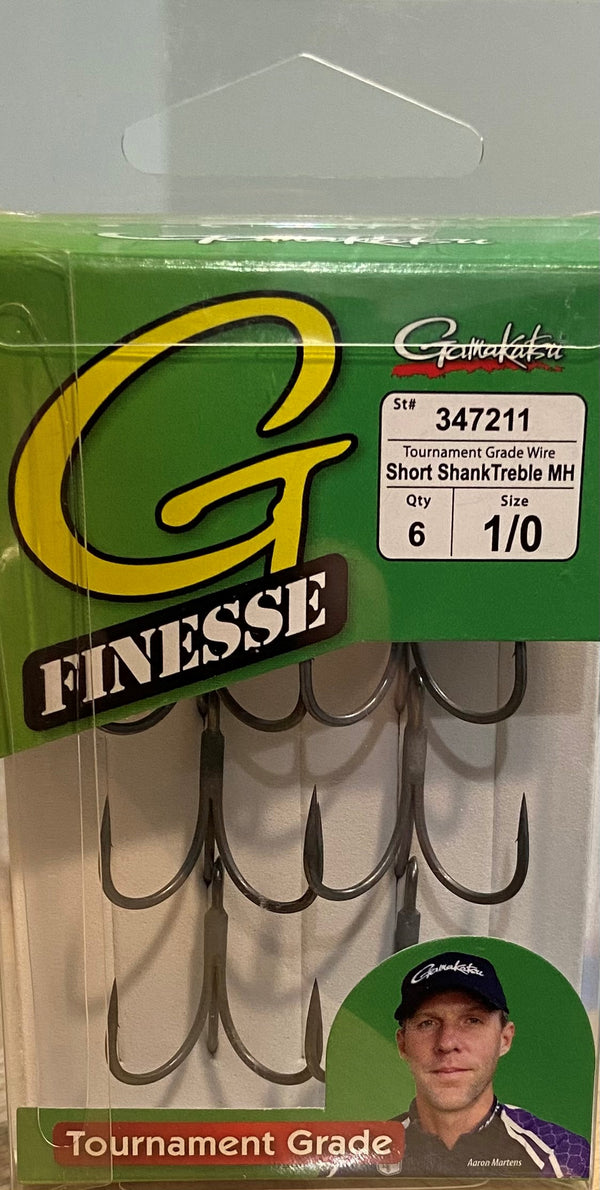 Gamakatsu
G
Gamakatsu
St# 347211
Tournament Grade Wire
Short ShankTreble MH
Qty Size
6 1/0
FINESSE
Gamakatsu
Tournament Grade
Aaron Martens